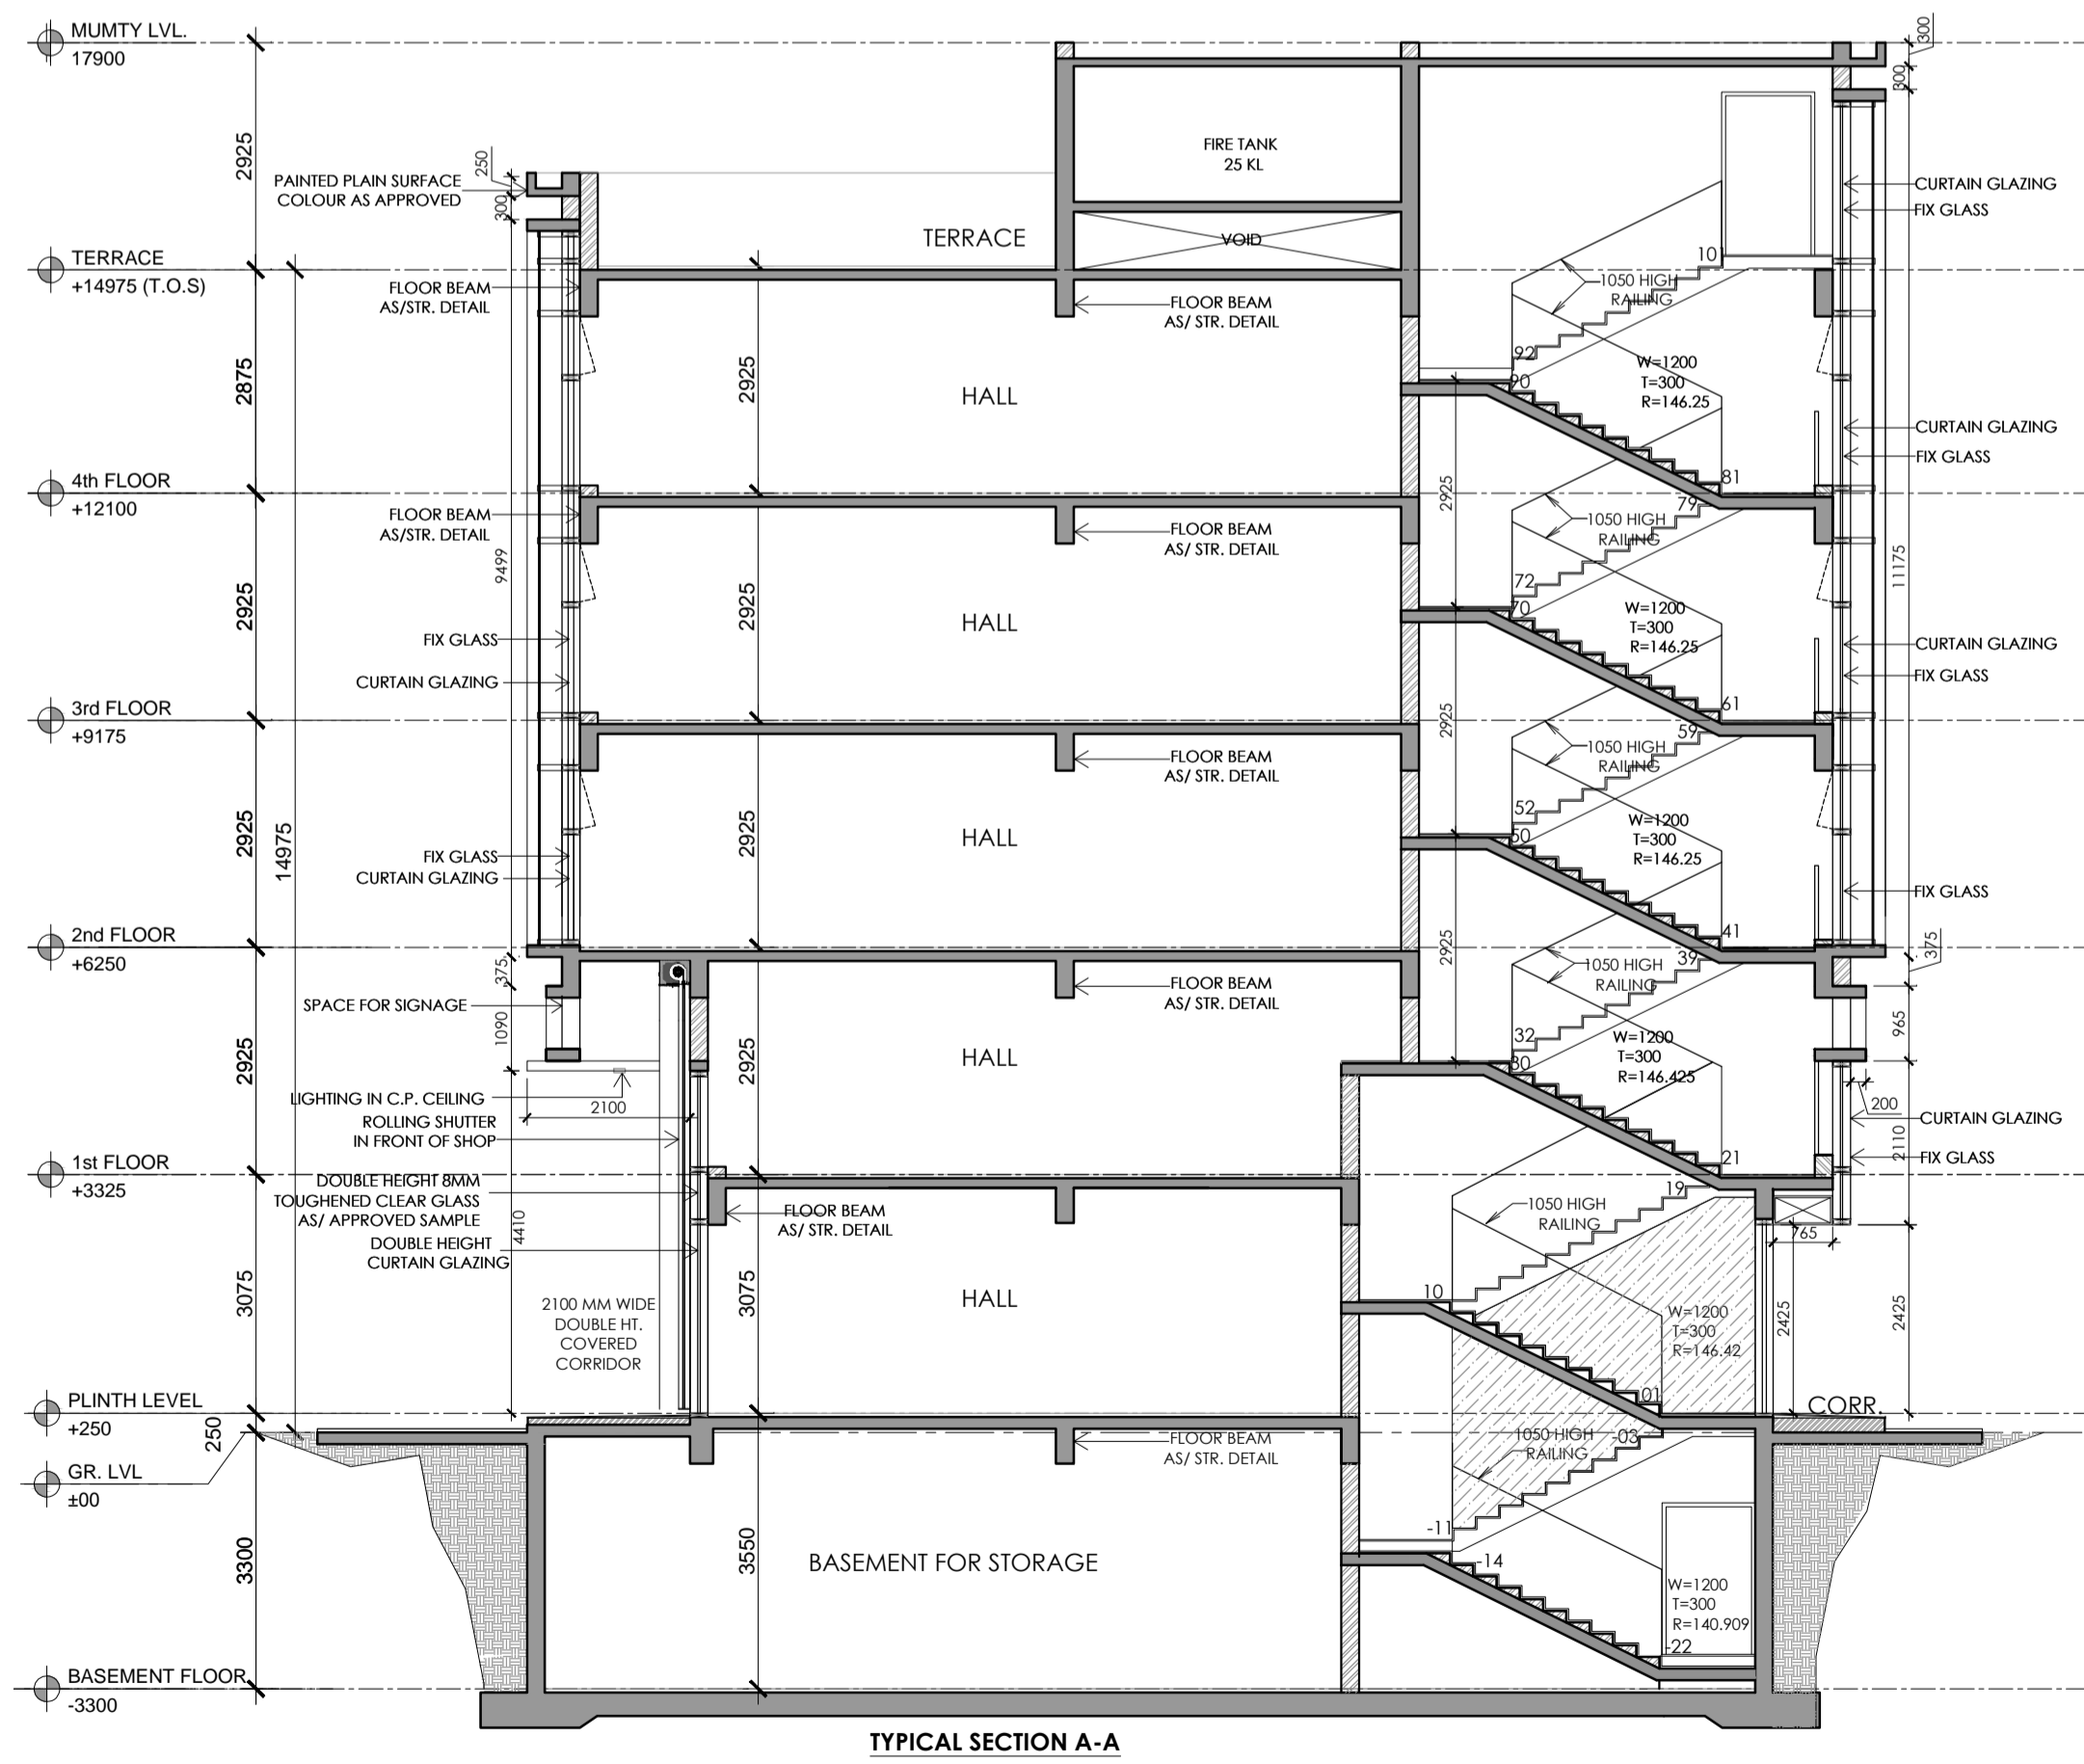 MUMTY LVL.
17900
TERRACE
+14975 (T.O.S)
4th FLOOR
+12100
3rd FLOOR
+9175
2nd FLOOR
+6250
1st FLOOR
+3325
PLINTH LEVEL
+250
GR. LVL
±00
BASEMENT FLOOR
-3300
2925
2875
2925
2925
2925
3075
250
3300
14975
250
300
PAINTED PLAIN SURFACE
COLOUR AS APPROVED
FLOOR BEAM
AS/STR. DETAIL
FLOOR BEAM
AS/STR. DETAIL
9499
FIX GLASS
CURTAIN GLAZING
FIX GLASS
CURTAIN GLAZING
375
SPACE FOR SIGNAGE
1090
LIGHTING IN C.P. CEILING
2100
ROLLING SHUTTER
IN FRONT OF SHOP
DOUBLE HEIGHT 8MM
TOUGHENED CLEAR GLASS
AS/ APPROVED SAMPLE
4410
DOUBLE HEIGHT
CURTAIN GLAZING
2100 MM WIDE
DOUBLE HT.
COVERED
CORRIDOR
TERRACE
FIRE TANK
25 KL
VOID
2925
HALL
FLOOR BEAM
AS/ STR. DETAIL
2925
HALL
FLOOR BEAM
AS/ STR. DETAIL
2925
HALL
FLOOR BEAM
AS/ STR. DETAIL
2925
HALL
FLOOR BEAM
AS/ STR. DETAIL
3075
HALL
FLOOR BEAM
AS/ STR. DETAIL
3550
BASEMENT FOR STORAGE
FLOOR BEAM
AS/ STR. DETAIL
2925
2925
2925
101
1050 HIGH
RAILING
92
90
W=1200
T=300
R=146.25
81
79
1050 HIGH
RAILING
72
70
W=1200
T=300
R=146.25
61
59
1050 HIGH
RAILING
52
50
W=1200
T=300
R=146.25
41
39
1050 HIGH
RAILING
32
30
W=1200
T=300
R=146.425
21
19
1050 HIGH
RAILING
10
W=1200
T=300
R=146.42
01
-03
1050 HIGH
RAILING
-11
-14
W=1200
T=300
R=140.909
-22
300
300
CURTAIN GLAZING
FIX GLASS
CURTAIN GLAZING
FIX GLASS
11175
CURTAIN GLAZING
FIX GLASS
FIX GLASS
375
965
200
CURTAIN GLAZING
2110
FIX GLASS
765
2425
2425
CORR.
TYPICAL SECTION A-A